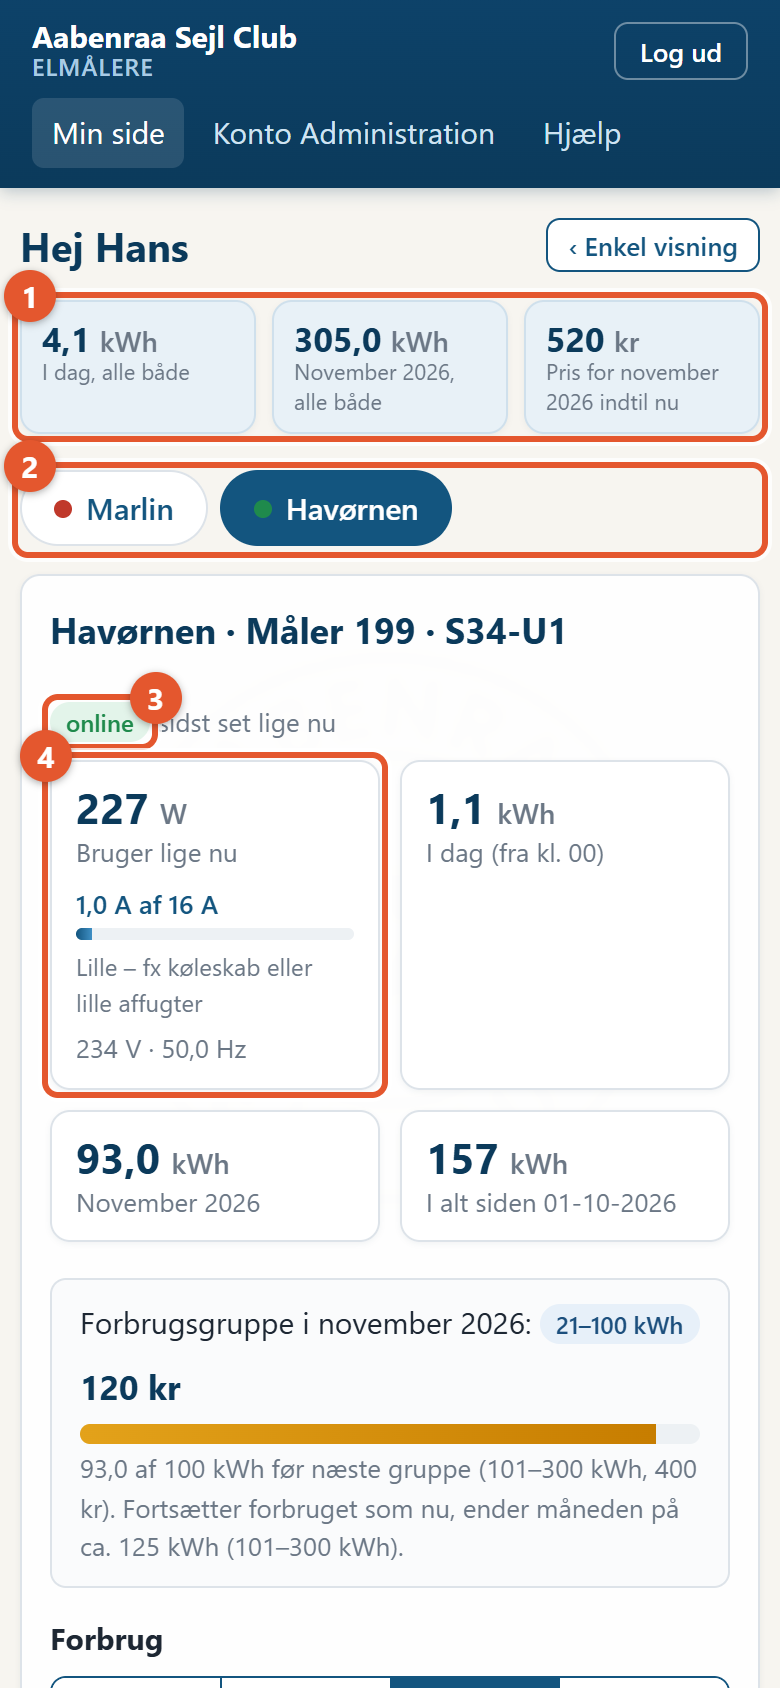 Aabenraa Sejl Club
ELMÅLERE
Log ud
Min side
Konto Administration
Hjælp
Hej Hans
‹ Enkel visning
1
4,1 kWh
I dag, alle både
305,0 kWh
November 2026,
alle både
520 kr
Pris for november
2026 indtil nu
2
Marlin
Havørnen
Havørnen · Måler 199 · S34-U1
3
online
sidst set lige nu
4
227 W
Bruger lige nu
1,0 A af 16 A
Lille – fx køleskab eller
lille affugter
234 V · 50,0 Hz
1,1 kWh
I dag (fra kl. 00)
93,0 kWh
November 2026
157 kWh
I alt siden 01-10-2026
Forbrugsgruppe i november 2026: 21–100 kWh
120 kr
93,0 af 100 kWh før næste gruppe (101–300 kWh, 400
kr). Fortsætter forbruget som nu, ender måneden på
ca. 125 kWh (101–300 kWh).
Forbrug